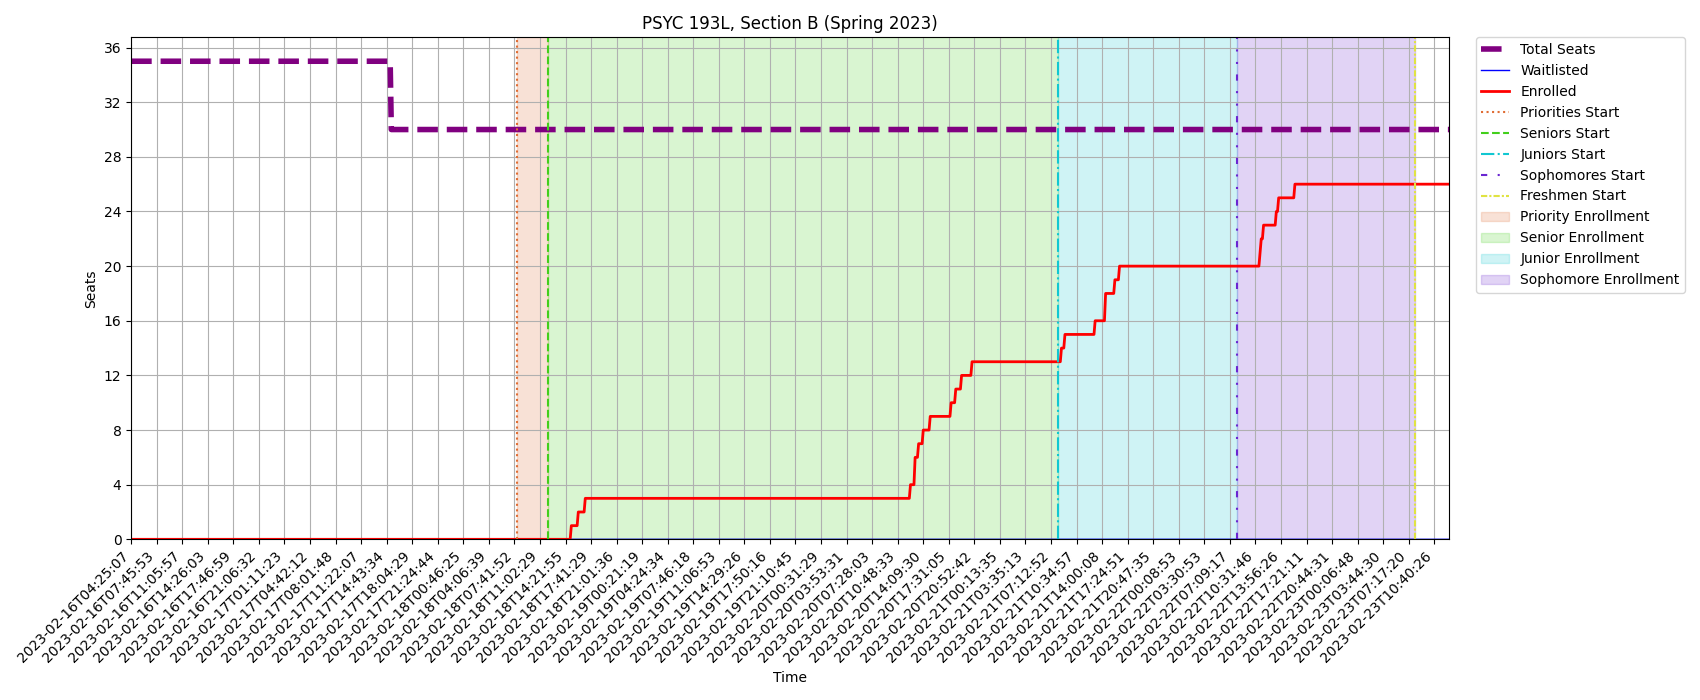 PSYC 193L, Section B (Spring 2023)
36
32
28
24
20
16
12
8
4
0
Seats
Total Seats
Waitlisted
Enrolled
Priorities Start
Seniors Start
Juniors Start
Sophomores Start
Freshmen Start
Priority Enrollment
Senior Enrollment
Junior Enrollment
Sophomore Enrollment
2023-02-16T04:25:07
2023-02-16T07:45:53
2023-02-16T11:05:57
2023-02-16T14:26:03
2023-02-16T17:46:59
2023-02-16T21:06:32
2023-02-17T01:11:23
2023-02-17T04:42:12
2023-02-17T08:01:48
2023-02-17T11:22:07
2023-02-17T14:43:34
2023-02-17T18:04:29
2023-02-17T21:24:44
2023-02-18T00:46:25
2023-02-18T04:06:39
2023-02-18T07:41:52
2023-02-18T11:02:29
2023-02-18T14:21:55
2023-02-18T17:41:29
2023-02-18T21:01:36
2023-02-19T00:21:19
2023-02-19T04:24:34
2023-02-19T07:46:18
2023-02-19T11:06:53
2023-02-19T14:29:26
2023-02-19T17:50:16
2023-02-19T21:10:45
2023-02-20T00:31:29
2023-02-20T03:53:31
2023-02-20T07:28:03
2023-02-20T10:48:33
2023-02-20T14:09:30
2023-02-20T17:31:05
2023-02-20T20:52:42
2023-02-21T00:13:35
2023-02-21T03:35:13
2023-02-21T07:12:52
2023-02-21T10:34:57
2023-02-21T14:00:08
2023-02-21T17:24:51
2023-02-21T20:47:35
2023-02-22T00:08:53
2023-02-22T03:30:53
2023-02-22T07:09:17
2023-02-22T10:31:46
2023-02-22T13:56:26
2023-02-22T17:21:11
2023-02-22T20:44:31
2023-02-23T00:06:48
2023-02-23T03:44:30
2023-02-23T07:17:20
2023-02-23T10:40:26
Time